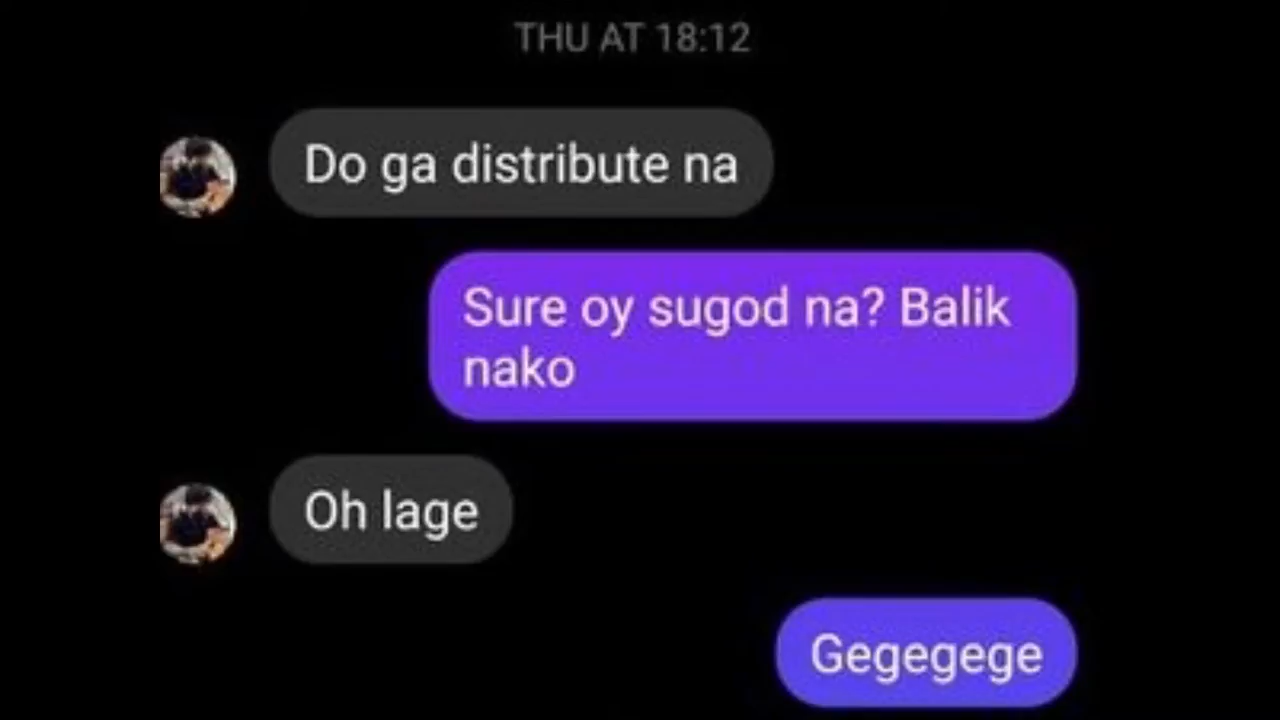 THU AT 18:12
Do ga distribute na
Sure oy sugod na? Balik
nako
Oh lage
Gegegege